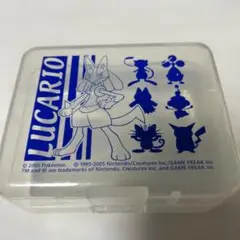 LUCARIO
© 2005 Pokémon. © 1995-2005 Nintendo/Creatures Inc./GAME FREAK inc.
TM and ® are trademarks of Nintendo, Creatures Inc. and GAME FREAK inc.